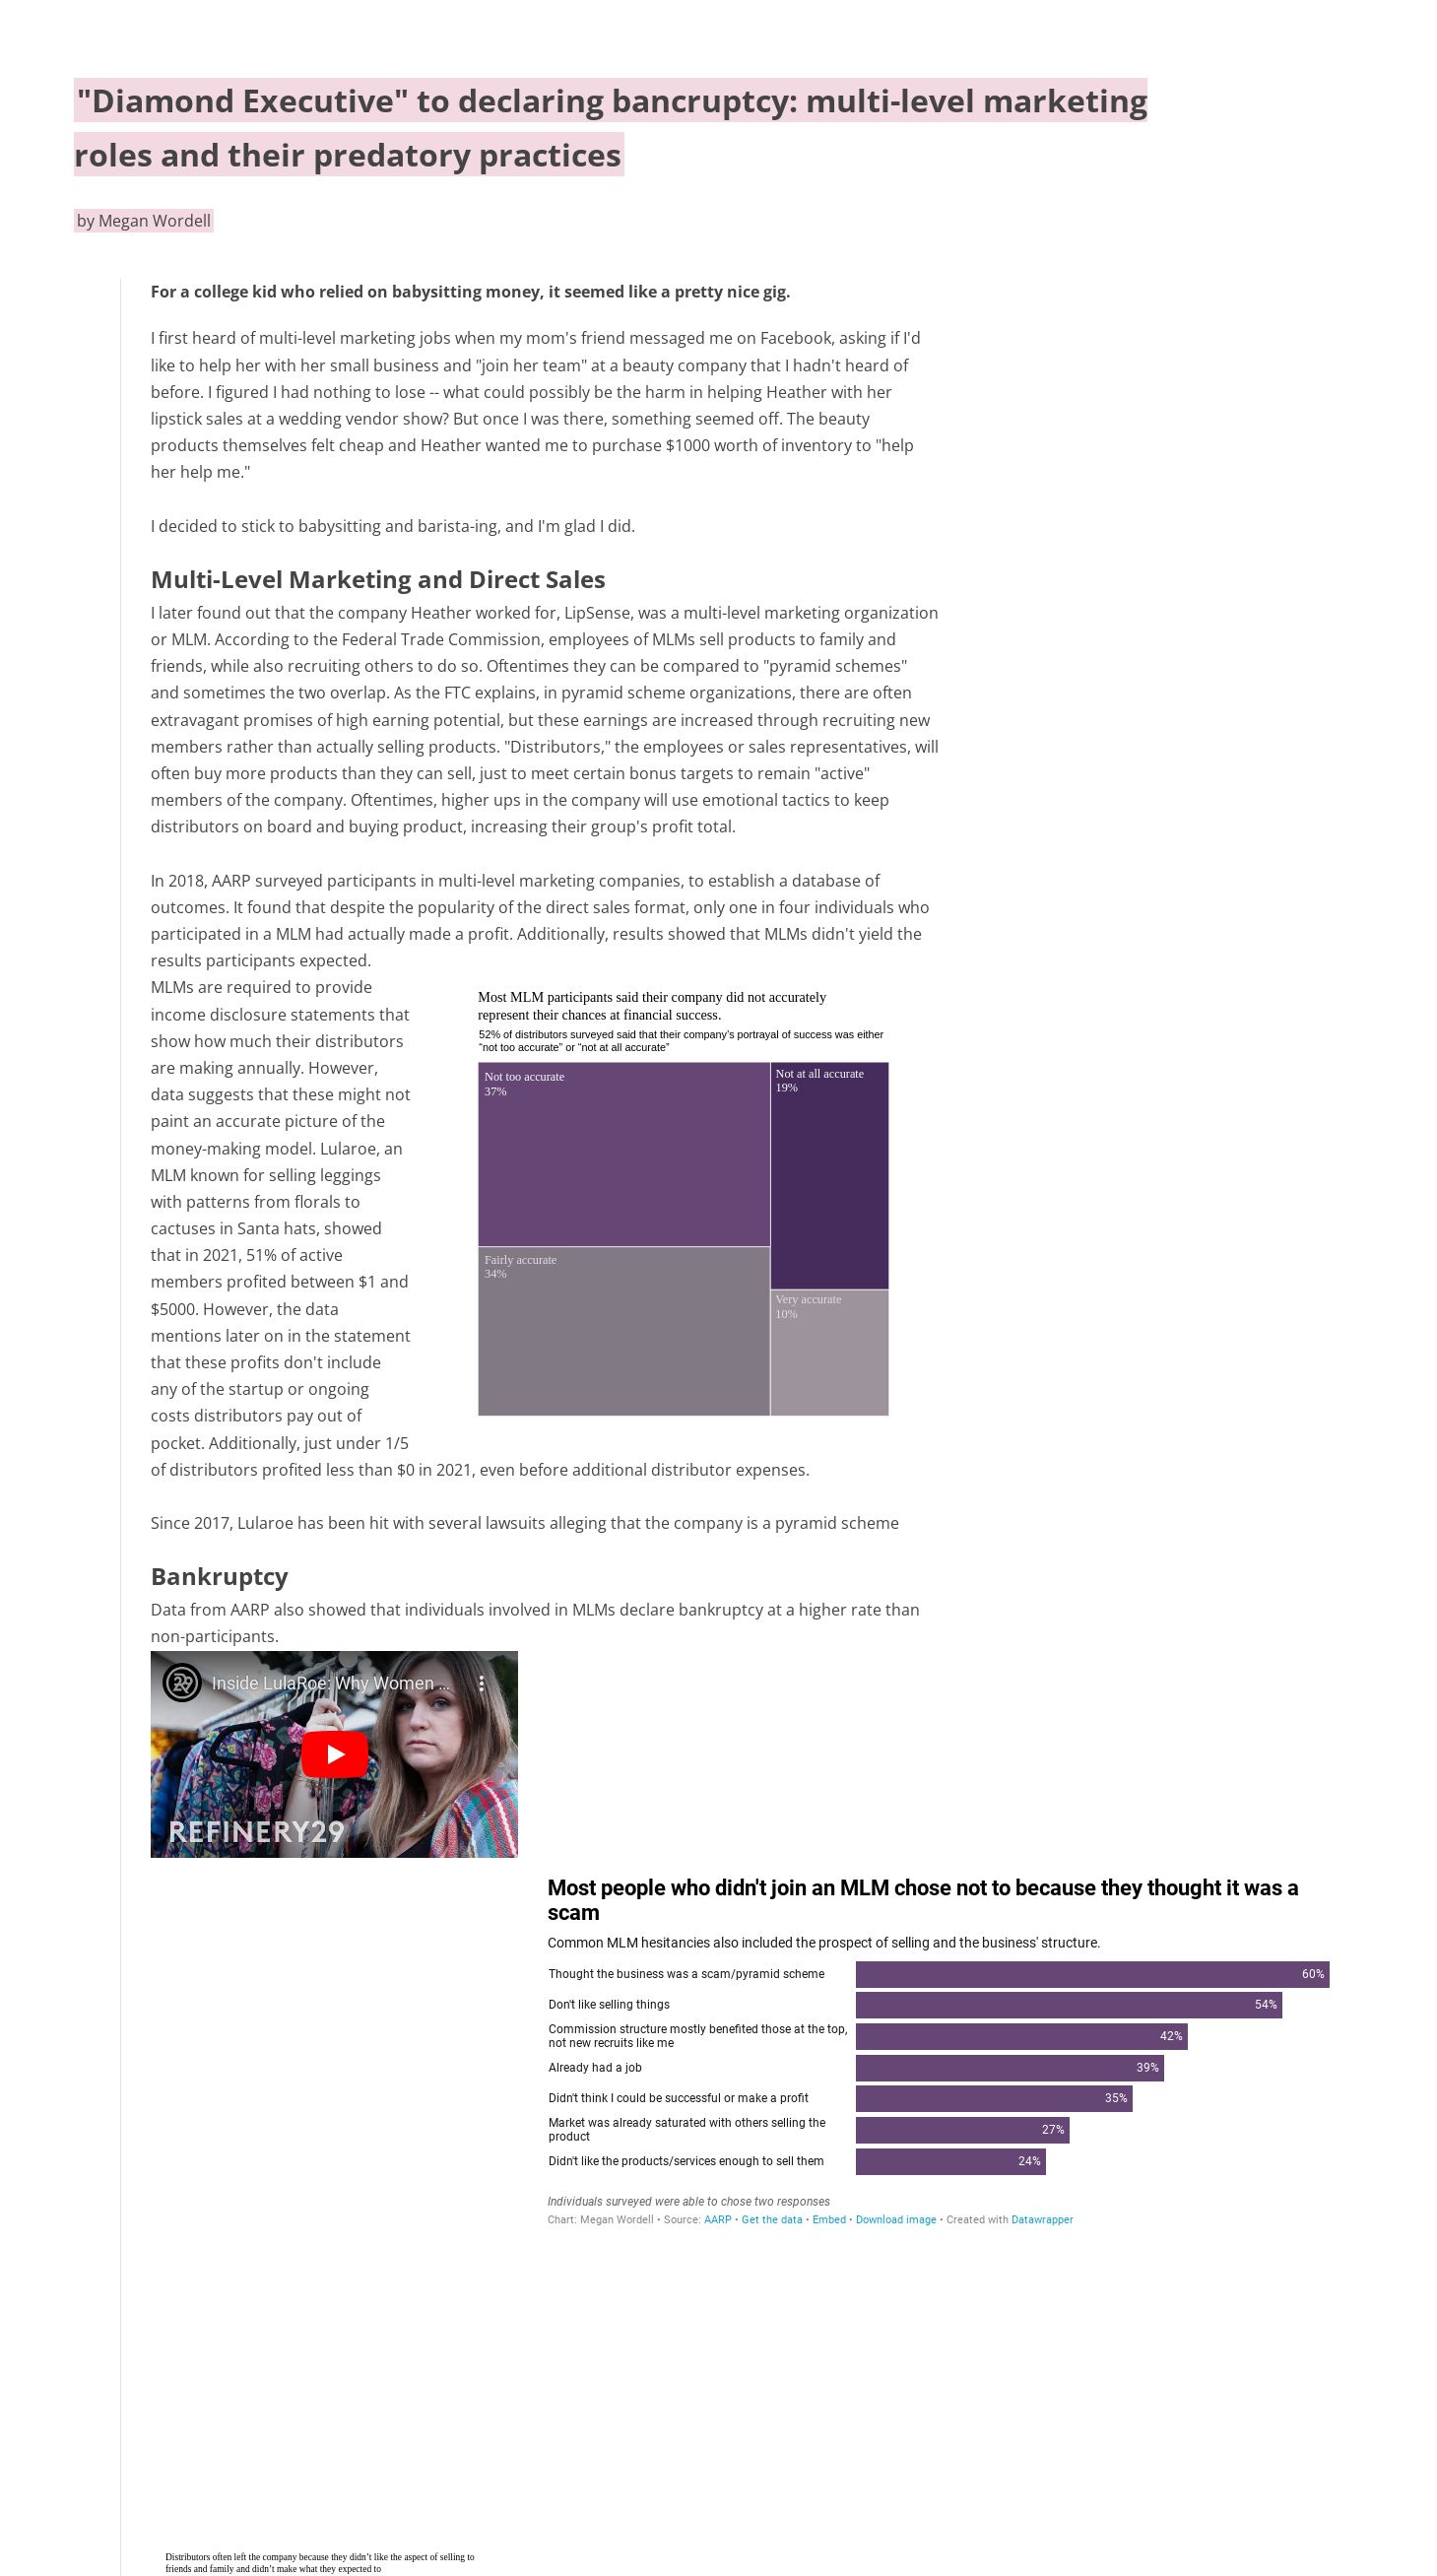 "Diamond Executive" to declaring bancruptcy: multi-level marketing
roles and their predatory practices
by Megan Wordell
For a college kid who relied on babysitting money, it seemed like a pretty nice gig.
I first heard of multi-level marketing jobs when my mom's friend messaged me on Facebook, asking if I'd
like to help her with her small business and "join her team" at a beauty company that I hadn't heard of
before. I figured I had nothing to lose -- what could possibly be the harm in helping Heather with her
lipstick sales at a wedding vendor show? But once I was there, something seemed off. The beauty
products themselves felt cheap and Heather wanted me to purchase $1000 worth of inventory to "help
her help me."
I decided to stick to babysitting and barista-ing, and I'm glad I did.
Multi-Level Marketing and Direct Sales
I later found out that the company Heather worked for, LipSense, was a multi-level marketing organization
or MLM. According to the Federal Trade Commission, employees of MLMs sell products to family and
friends, while also recruiting others to do so. Oftentimes they can be compared to "pyramid schemes"
and sometimes the two overlap. As the FTC explains, in pyramid scheme organizations, there are often
extravagant promises of high earning potential, but these earnings are increased through recruiting new
members rather than actually selling products. "Distributors," the employees or sales representatives, will
often buy more products than they can sell, just to meet certain bonus targets to remain "active"
members of the company. Oftentimes, higher ups in the company will use emotional tactics to keep
distributors on board and buying product, increasing their group's profit total.
In 2018, AARP surveyed participants in multi-level marketing companies, to establish a database of
outcomes. It found that despite the popularity of the direct sales format, only one in four individuals who
participated in a MLM had actually made a profit. Additionally, results showed that MLMs didn't yield the
results participants expected.
MLMs are required to provide
income disclosure statements that
show how much their distributors
are making annually. However,
data suggests that these might not
paint an accurate picture of the
money-making model. Lularoe, an
MLM known for selling leggings
with patterns from florals to
cactuses in Santa hats, showed
that in 2021, 51% of active
members profited between $1 and
$5000. However, the data
mentions later on in the statement
that these profits don't include
any of the startup or ongoing
costs distributors pay out of
pocket. Additionally, just under 1/5
of distributors profited less than $0 in 2021, even before additional distributor expenses.
Most MLM participants said their company did not accurately
represent their chances at financial success.
52% of distributors surveyed said that their company's portrayal of success was either
“not too accurate” or “not at all accurate”
Not too accurate
37%
Not at all accurate
19%
Fairly accurate
34%
Very accurate
10%
Since 2017, Lularoe has been hit with several lawsuits alleging that the company is a pyramid scheme
Bankruptcy
Data from AARP also showed that individuals involved in MLMs declare bankruptcy at a higher rate than
non-participants.
Inside LulaRoe: Why Women ...
REFINERY29
Most people who didn't join an MLM chose not to because they thought it was a
scam
Common MLM hesitancies also included the prospect of selling and the business' structure.
Thought the business was a scam/pyramid scheme 60%
Don't like selling things 54%
Commission structure mostly benefited those at the top,
not new recruits like me 42%
Already had a job 39%
Didn't think I could be successful or make a profit 35%
Market was already saturated with others selling the
product 27%
Didn't like the products/services enough to sell them 24%
Individuals surveyed were able to chose two responses
Chart: Megan Wordell • Source: AARP • Get the data • Embed • Download image • Created with Datawrapper
Distributors often left the company because they didn’t like the aspect of selling to
friends and family and didn’t make what they expected to